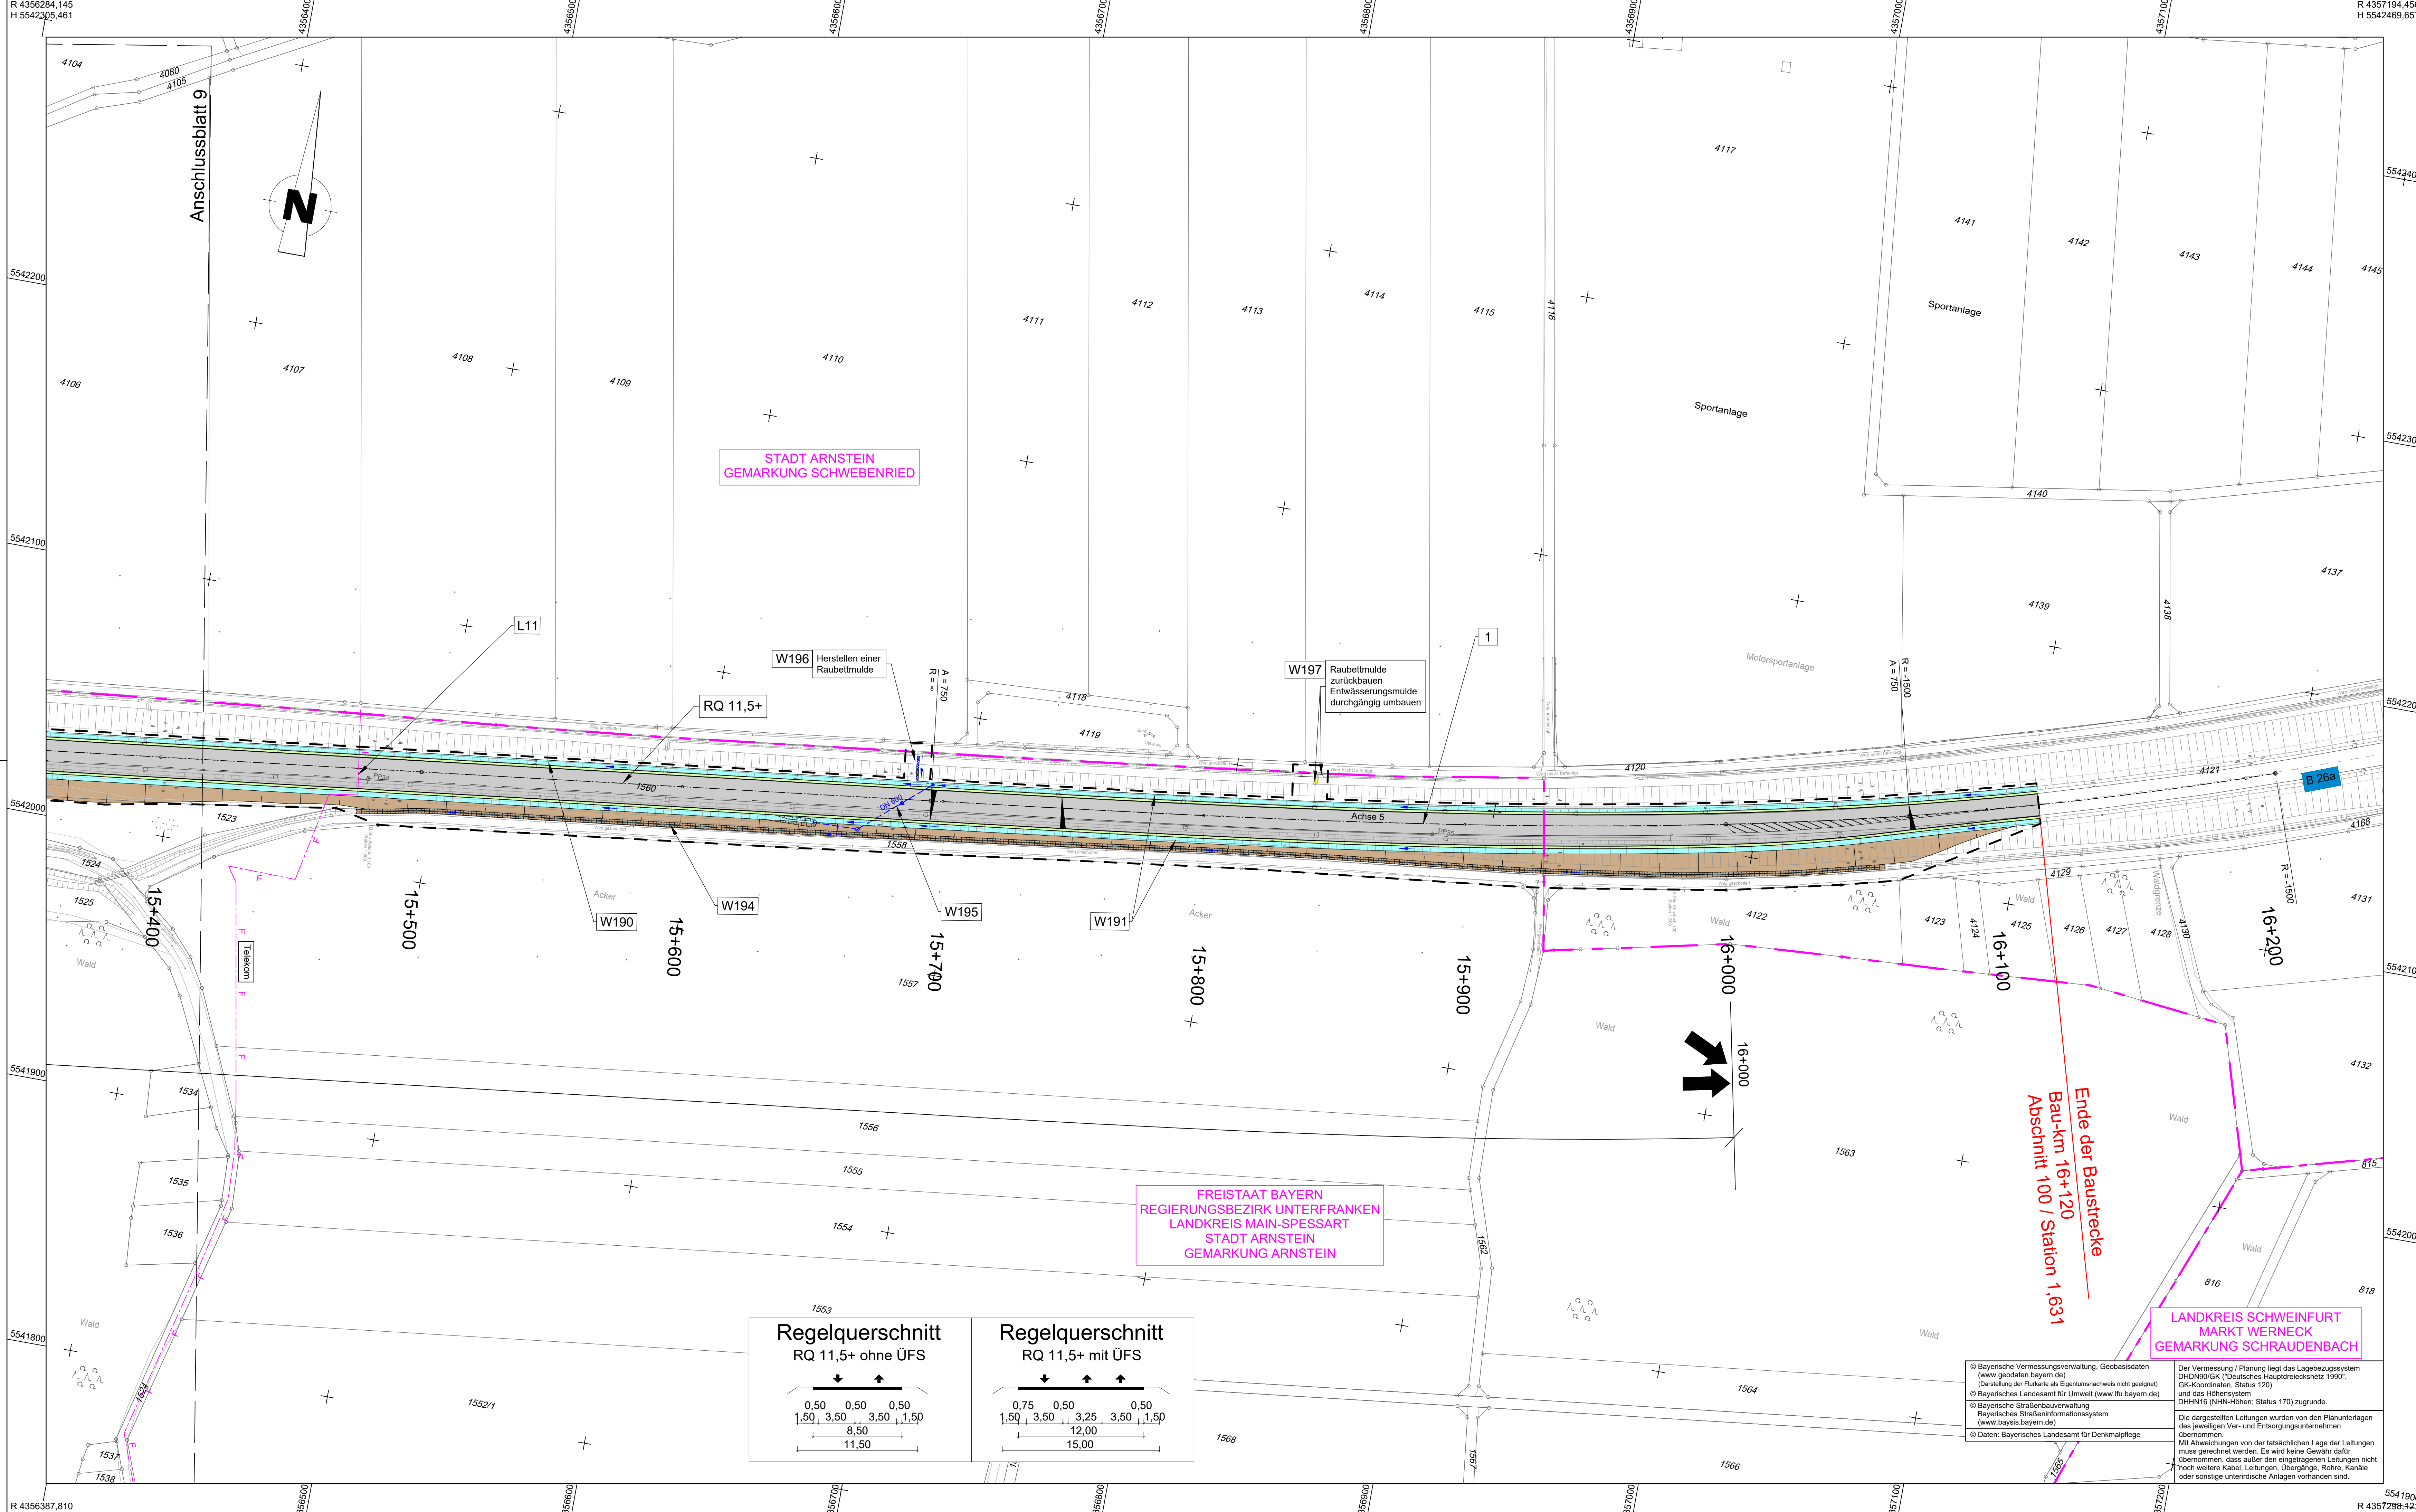 R 4356284,145
H 5542305,461
4356400
4356500
4356600
4356700
4356800
4356900
4357000
4357100
R 4357194,456
H 5542469,657
4104
4080
4105
Anschlussblatt 9
N
4106
4107
4108
4109
4110
4111
4112
4113
4114
4115
4116
4117
4141
4142
4143
4144
4145
Sportanlage
Sportanlage
5542200
5542100
5542000
5541900
5541800
STADT ARNSTEIN
GEMARKUNG SCHWEBENRIED
4140
4137
4139
4138
Motorsportanlage
L11
RQ 11,5+
W196
Herstellen einer
Raubettmulde
A = 750
R = ∞
4118
4119
W197
Raubettmulde
zurückbauen
Entwässerungsmulde
durchgängig umbauen
1
R = -1500
A = 750
4120
4121
B 26a
PP34
1560
DN 600
Achse 5
PP35
1558
1523
1524
1525
Wald
15+400
15+500
15+600
15+700
15+800
15+900
16+000
16+100
16+200
Acker
Acker
W190
W194
W195
W191
Telekom
1557
4122
4123
4124
4125
4126
4127
4128
4129
4130
4131
4132
4168
Wald
Wald
Waldgrenze
R = -1500
Wald
16+000
1534
1535
1536
1537
1538
1524
Wald
1556
1555
1554
1553
1552/1
1562
1563
1564
1565
1566
1567
1568
Wald
Wald
Wald
815
816
818
FREISTAAT BAYERN
REGIERUNGSBEZIRK UNTERFRANKEN
LANDKREIS MAIN-SPESSART
STADT ARNSTEIN
GEMARKUNG ARNSTEIN
Ende der Baustrecke
Bau-km 16+120
Abschnitt 100 / Station 1,631
LANDKREIS SCHWEINFURT
MARKT WERNECK
GEMARKUNG SCHRAUDENBACH
Regelquerschnitt
RQ 11,5+ ohne ÜFS
0,50 0,50 0,50
1,50 3,50 3,50 1,50
8,50
11,50
Regelquerschnitt
RQ 11,5+ mit ÜFS
0,75 0,50 0,50
1,50 3,50 3,25 3,50 1,50
12,00
15,00
© Bayerische Vermessungsverwaltung, Geobasisdaten
(www.geodaten.bayern.de)
(Darstellung der Flurkarte als Eigentumsnachweis nicht geeignet)
© Bayerisches Landesamt für Umwelt (www.lfu.bayern.de)
© Bayerische Straßenbauverwaltung
Bayerisches Straßeninformationssystem
(www.baysis.bayern.de)
© Daten: Bayerisches Landesamt für Denkmalpflege
Der Vermessung / Planung liegt das Lagebezugssystem
DHDN90/GK ("Deutsches Hauptdreiecksnetz 1990",
GK-Koordinaten, Status 120)
und das Höhensystem
DHHN16 (NHN-Höhen; Status 170) zugrunde.
Die dargestellten Leitungen wurden von den Planunterlagen
des jeweiligen Ver- und Entsorgungsunternehmen
übernommen.
Mit Abweichungen von der tatsächlichen Lage der Leitungen
muss gerechnet werden. Es wird keine Gewähr dafür
übernommen, dass außer den eingetragenen Leitungen nicht
noch weitere Kabel, Leitungen, Übergänge, Rohre, Kanäle
oder sonstige unterirdische Anlagen vorhanden sind.
R 4356387,810